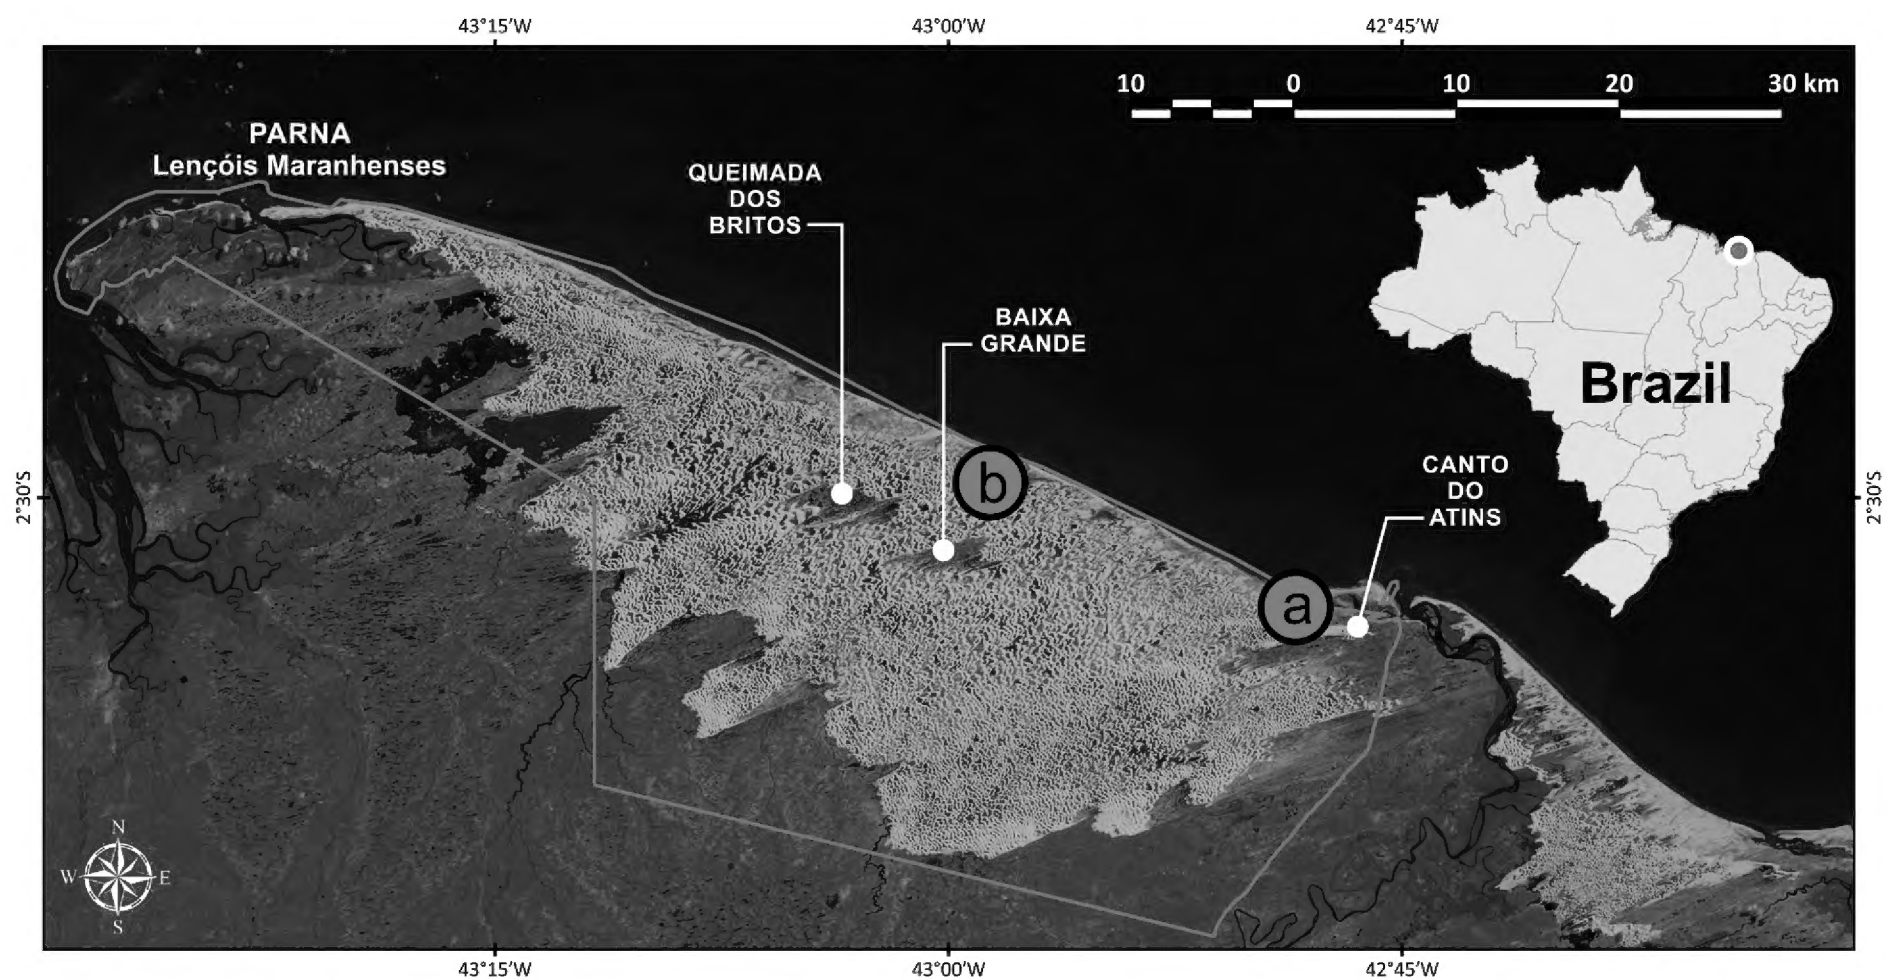 43°15'W
43°00'W
42°45'W
10
0
10
20
30 km
PARNA
Lençóis Maranhenses
QUEIMADA
DOS
BRITOS
BAIXA
GRANDE
Brazil
CANTO
DO
ATINS
2°30'S
2°30'S
b
a
N
W
E
S
43°15'W
43°00'W
42°45'W